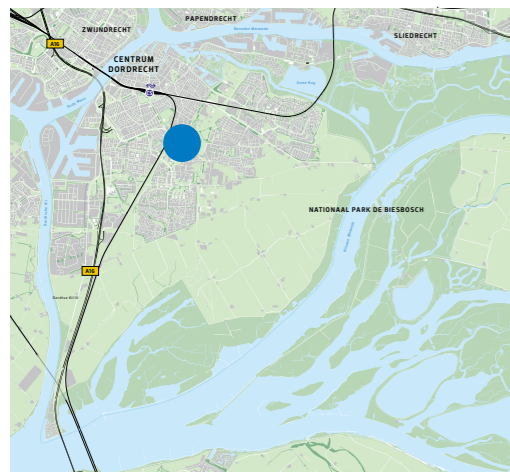 PAPENDRECHT
ZWIJNDRECHT
SLIEDRECHT
A16
CENTRUM
DORDRECHT
NATIONAAL PARK DE BIESBOSCH
A16